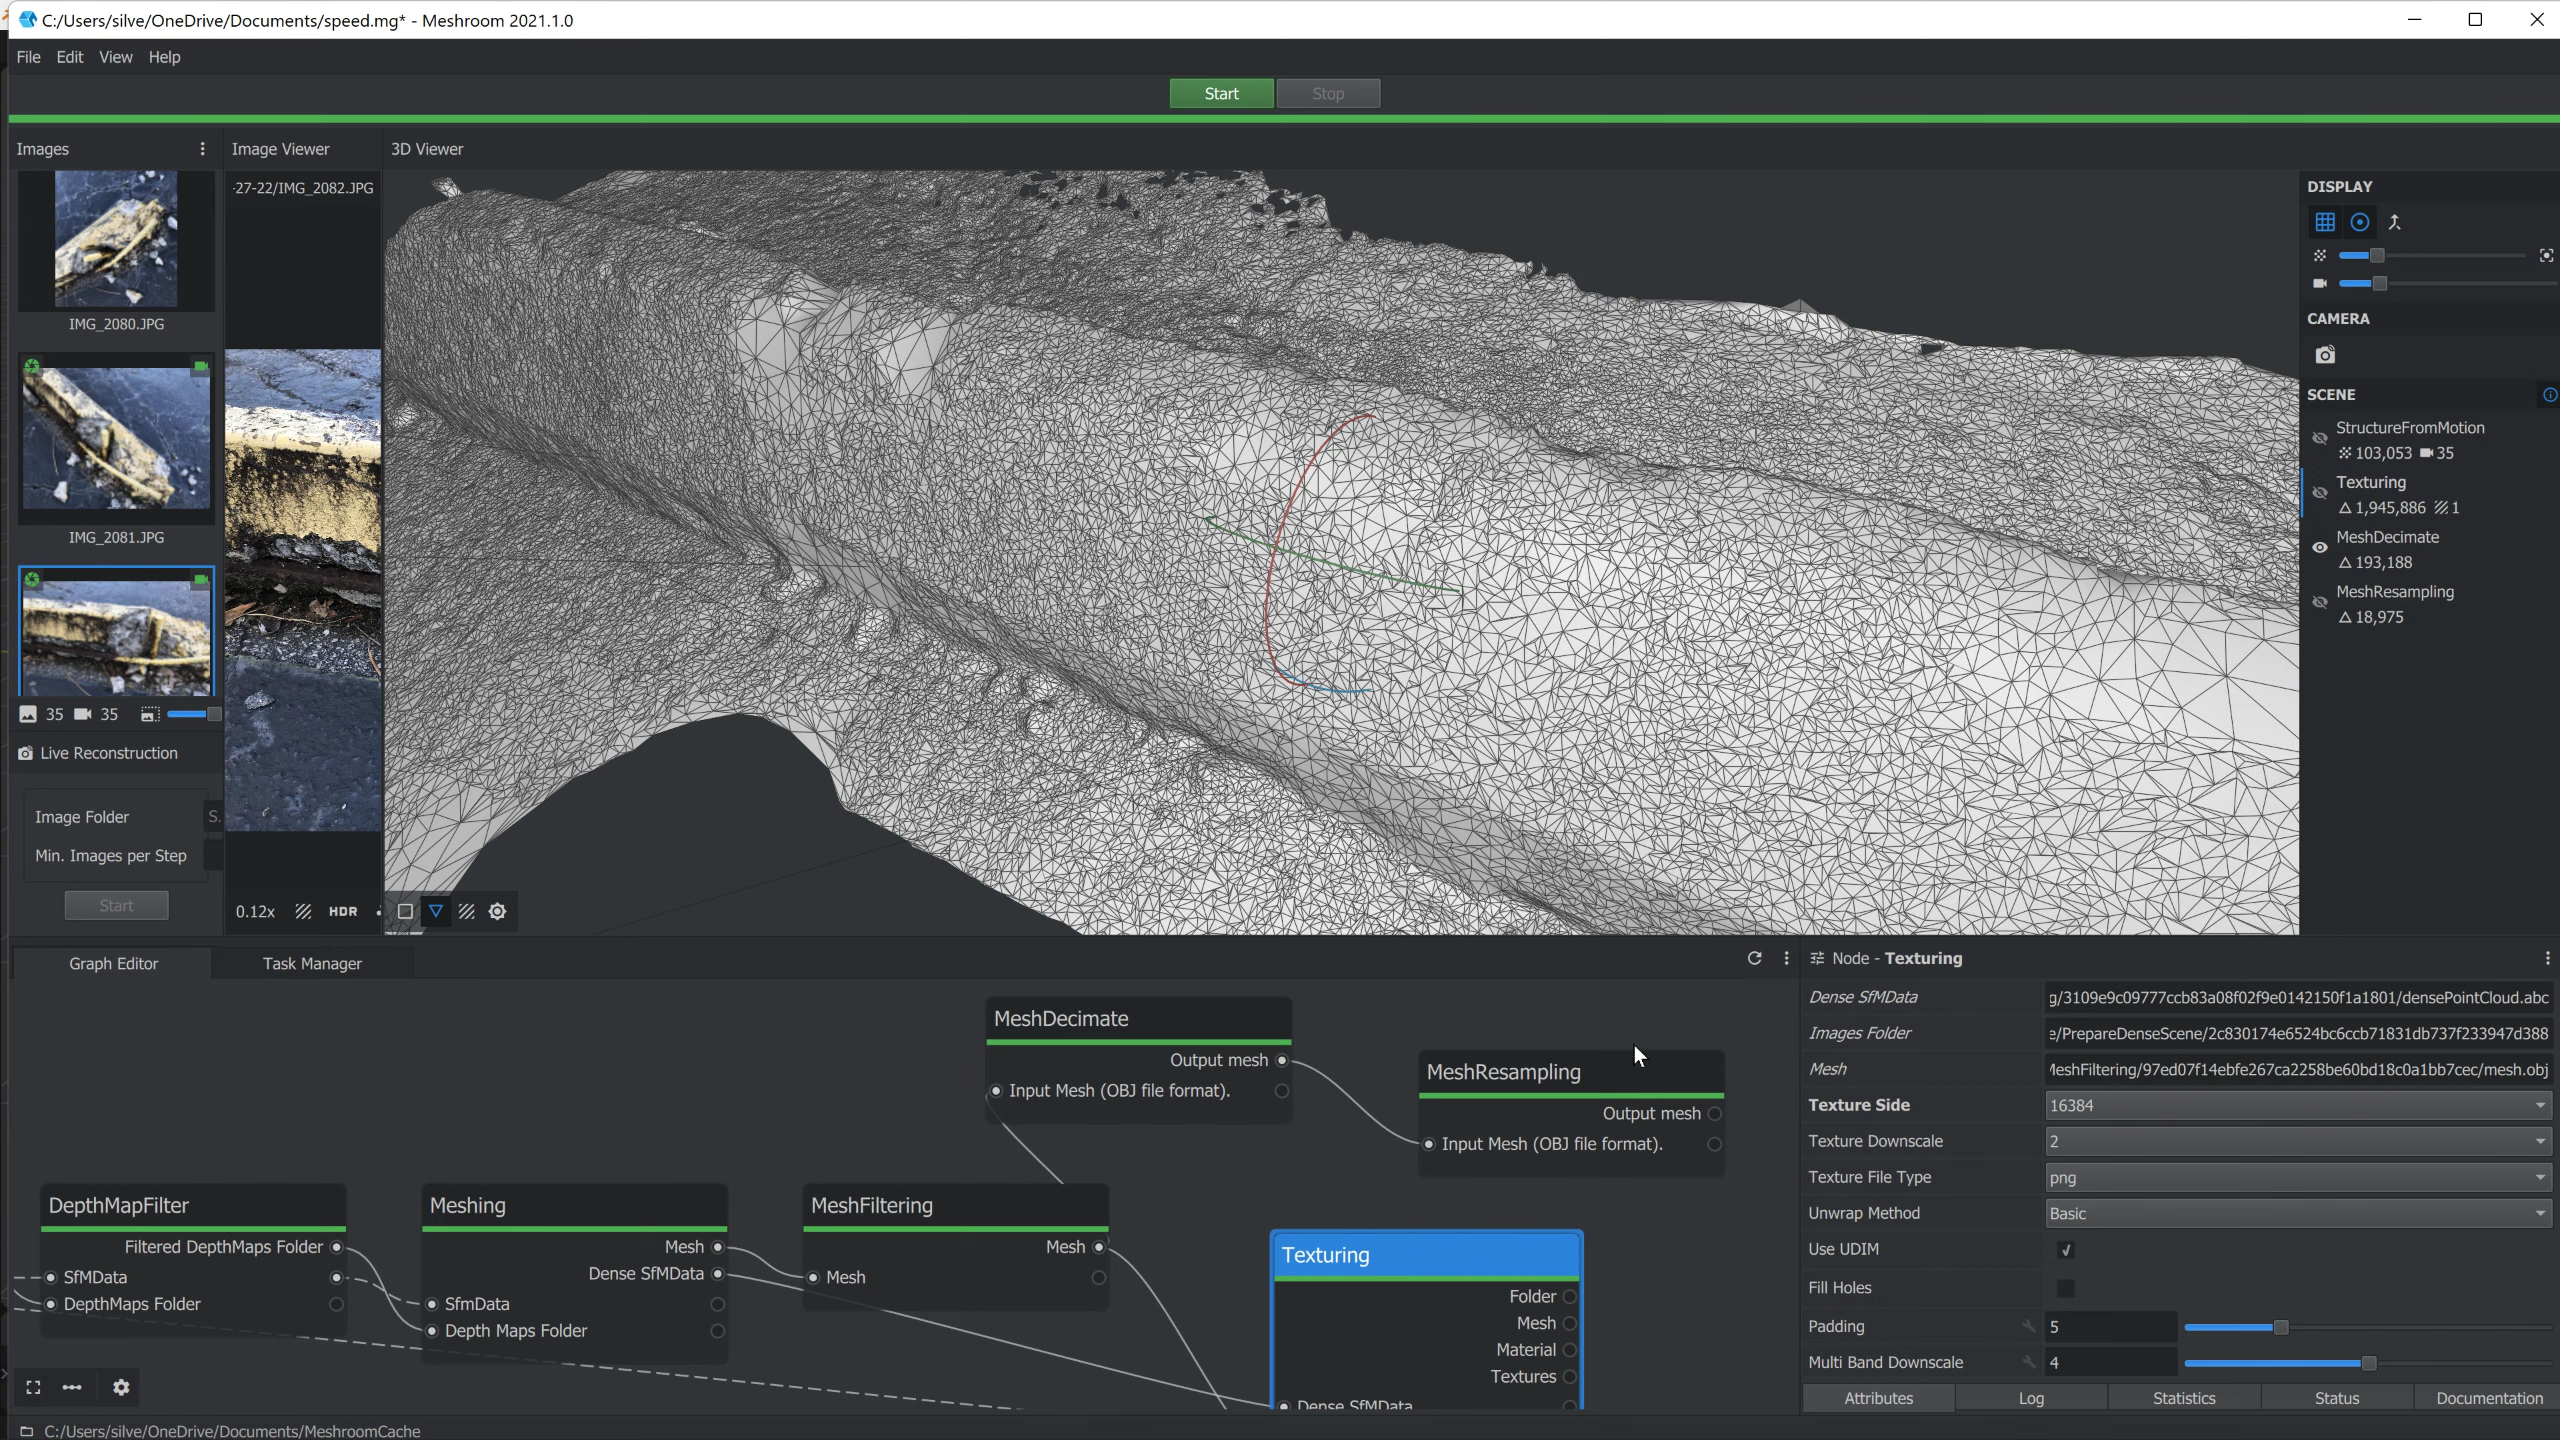 C:/Users/silve/OneDrive/Documents/speed.mg* - Meshroom 2021.1.0
File Edit View Help
Start Stop
Images
Image Viewer
3D Viewer
-27-22/IMG_2082.JPG
IMG_2080.JPG
IMG_2081.JPG
35 35
Live Reconstruction
Image Folder
S.
Min. Images per Step
Start
0.12x HDR
DISPLAY
CAMERA
SCENE
StructureFromMotion
103,053 35
Texturing
1,945,886 1
MeshDecimate
193,188
MeshResampling
18,975
Graph Editor
Task Manager
MeshDecimate
Output mesh
Input Mesh (OBJ file format).
MeshResampling
Output mesh
Input Mesh (OBJ file format).
DepthMapFilter
Filtered DepthMaps Folder
SfMData
DepthMaps Folder
Meshing
Mesh
Dense SfMData
SfmData
Depth Maps Folder
MeshFiltering
Mesh
Mesh
Texturing
Folder
Mesh
Material
Textures
Dense SfMData
Node - Texturing
Dense SfMData g/3109e9c09777ccb83a08f02f9e0142150f1a1801/densePointCloud.abc
Images Folder e/PrepareDenseScene/2c830174e6524bc6ccb71831db737f233947d388
Mesh MeshFiltering/97ed07f14ebfe267ca2258be60bd18c0a1bb7cec/mesh.obj
Texture Side 16384
Texture Downscale 2
Texture File Type png
Unwrap Method Basic
Use UDIM
Fill Holes
Padding 5
Multi Band Downscale 4
Attributes Log Statistics Status Documentation
C:/Users/silve/OneDrive/Documents/MeshroomCache